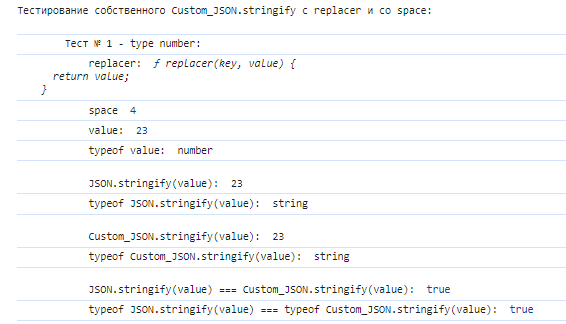 Тестирование собственного Custom_JSON.stringify с replacer и со space:
Тест № 1 - type number:
replacer: ƒ replacer(key, value) {
return value;
}
space 4
value: 23
typeof value: number
JSON.stringify(value): 23
typeof JSON.stringify(value): string
Custom_JSON.stringify(value): 23
typeof Custom_JSON.stringify(value): string
JSON.stringify(value) === Custom_JSON.stringify(value): true
typeof JSON.stringify(value) === typeof Custom_JSON.stringify(value): true